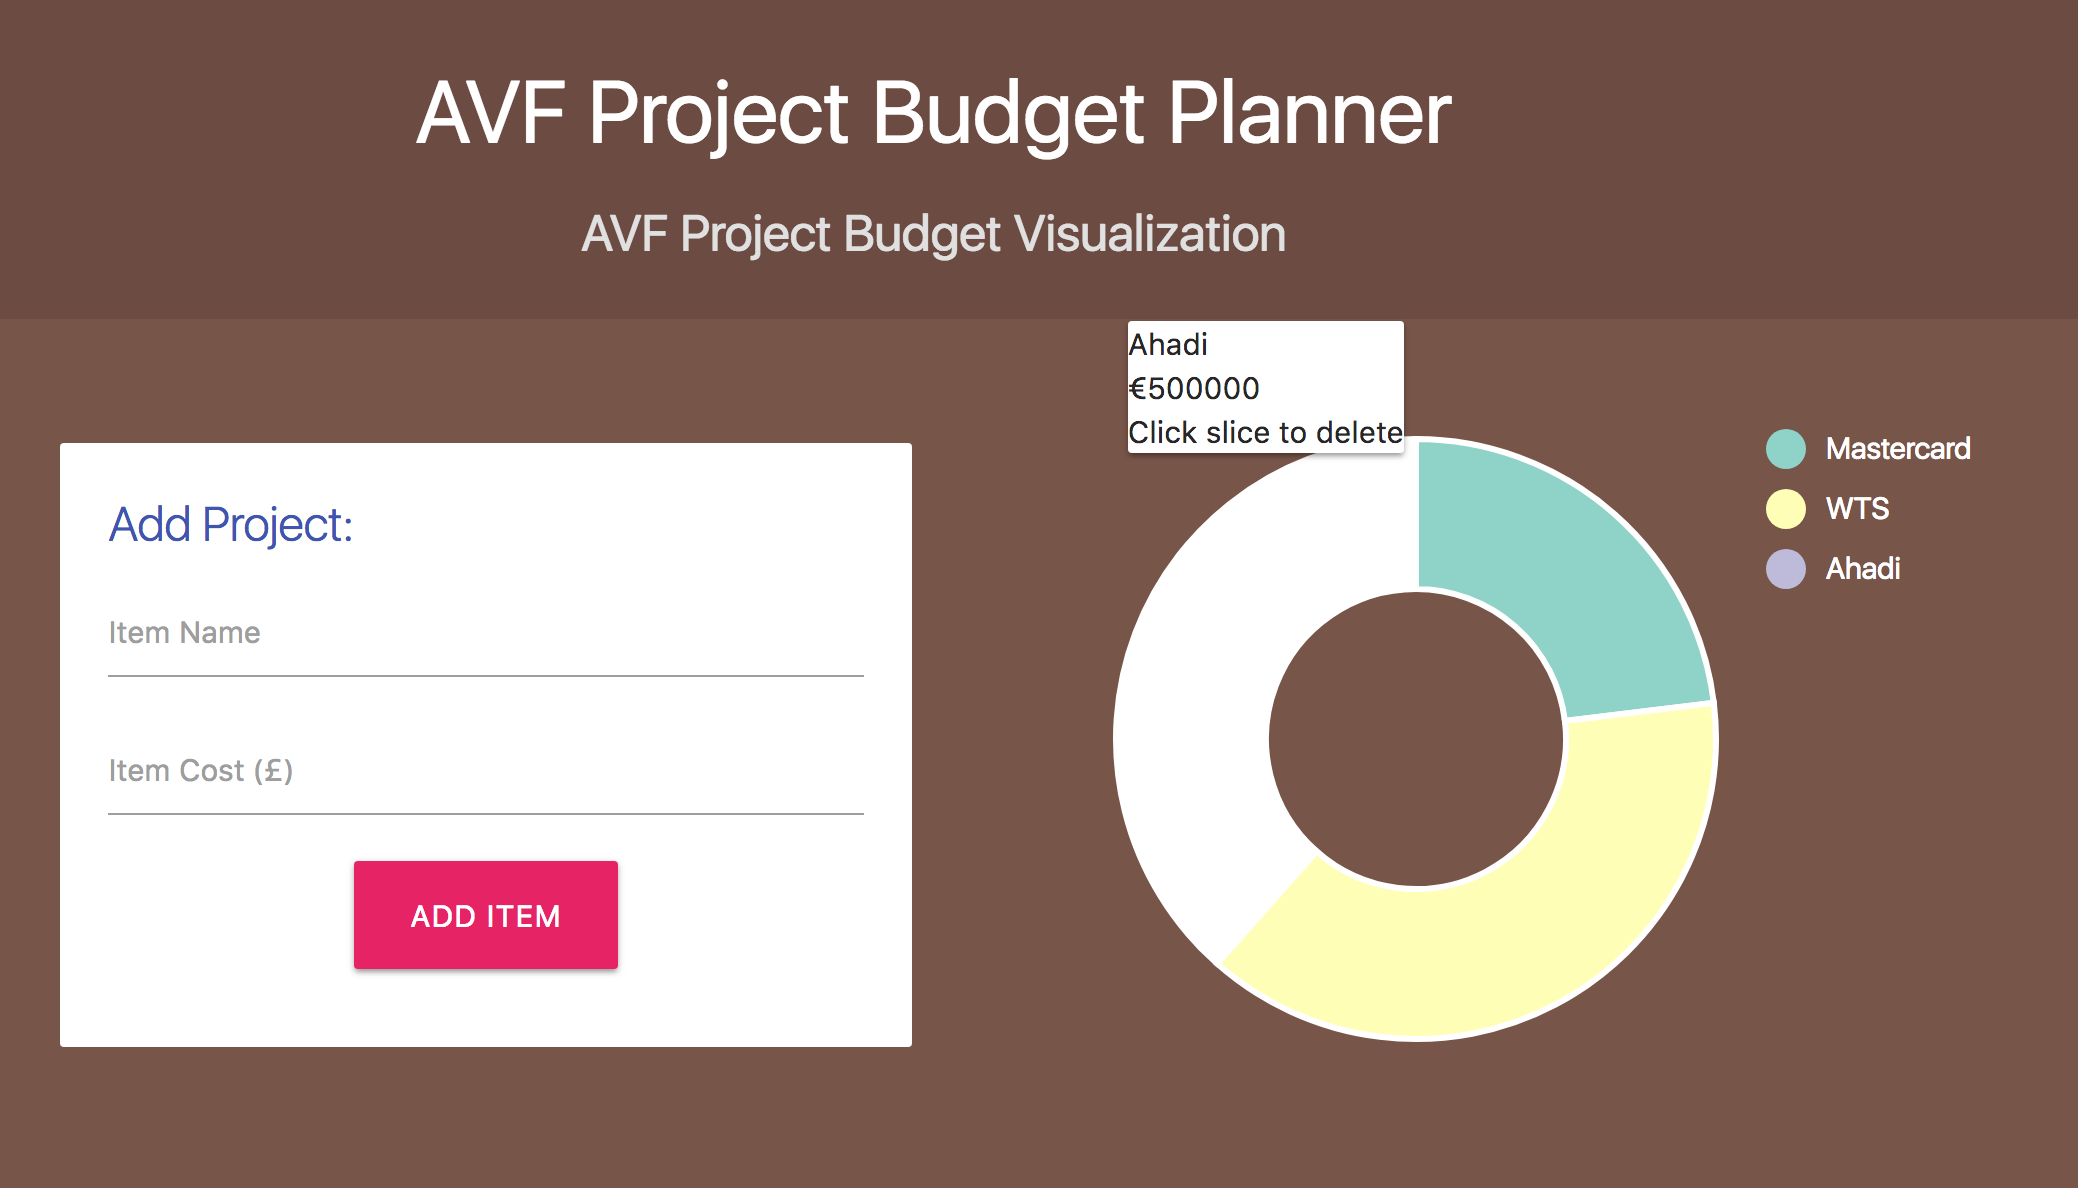 AVF Project Budget Planner
AVF Project Budget Visualization
Add Project:
Item Name
Item Cost (£)
ADD ITEM
Ahadi
€500000
Click slice to delete
Mastercard
WTS
Ahadi